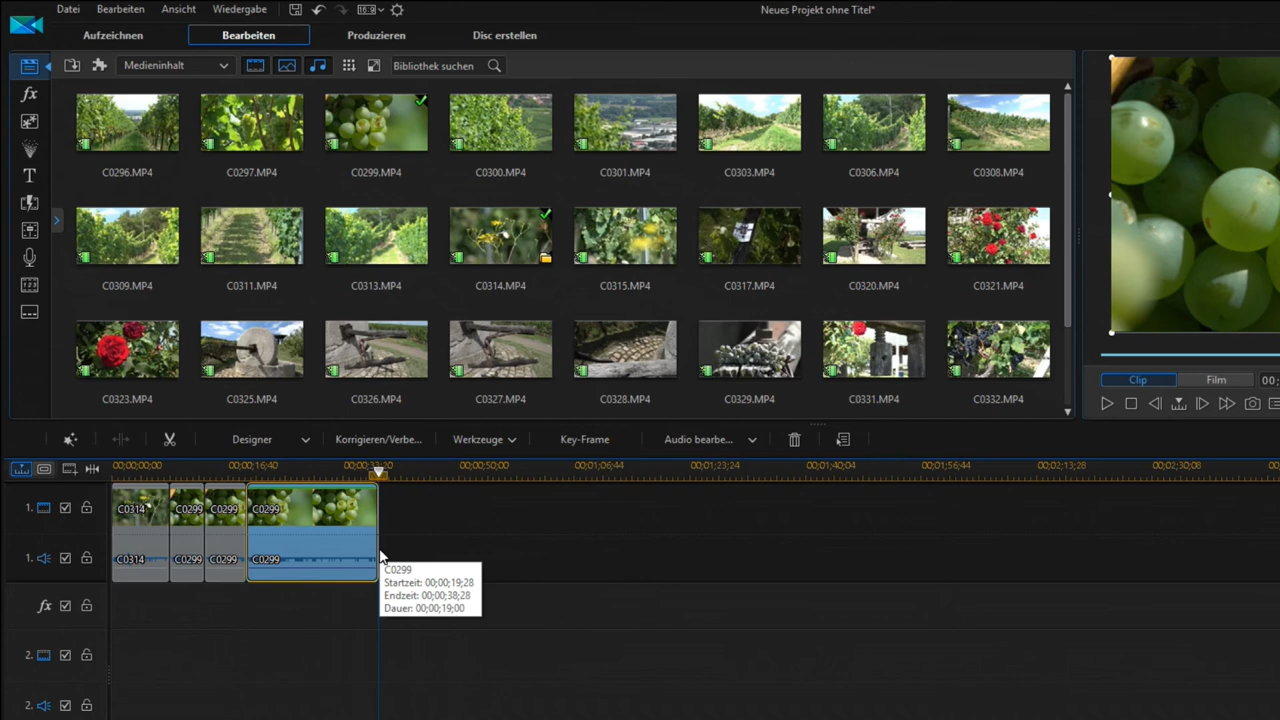 Datei Bearbeiten Ansicht Wiedergabe 16:9 Neues Projekt ohne Titel*
Aufzeichnen Bearbeiten Produzieren Disc erstellen
Medieninhalt Bibliothek suchen
C0296.MP4 C0297.MP4 C0299.MP4 C0300.MP4 C0301.MP4 C0303.MP4 C0306.MP4 C0308.MP4
C0309.MP4 C0311.MP4 C0313.MP4 C0314.MP4 C0315.MP4 C0317.MP4 C0320.MP4 C0321.MP4
C0323.MP4 C0325.MP4 C0326.MP4 C0327.MP4 C0328.MP4 C0329.MP4 C0331.MP4 C0332.MP4
Clip Film 00;
Designer Korrigieren/Verbe... Werkzeuge Key-Frame Audio bearbe...
00;00;00;00 00;00;16;40 00;00;50;00 00;01;06;44 00;01;23;24 00;01;40;04 00;01;56;44 00;02;13;28 00;02;30;08
1. C0314 C0299 C0299 C0299
1. C0314 C0299 C0299 C0299
C0299
Startzeit: 00;00;19;28
Endzeit: 00;00;38;28
Dauer: 00;00;19;00
fx
2.
2.